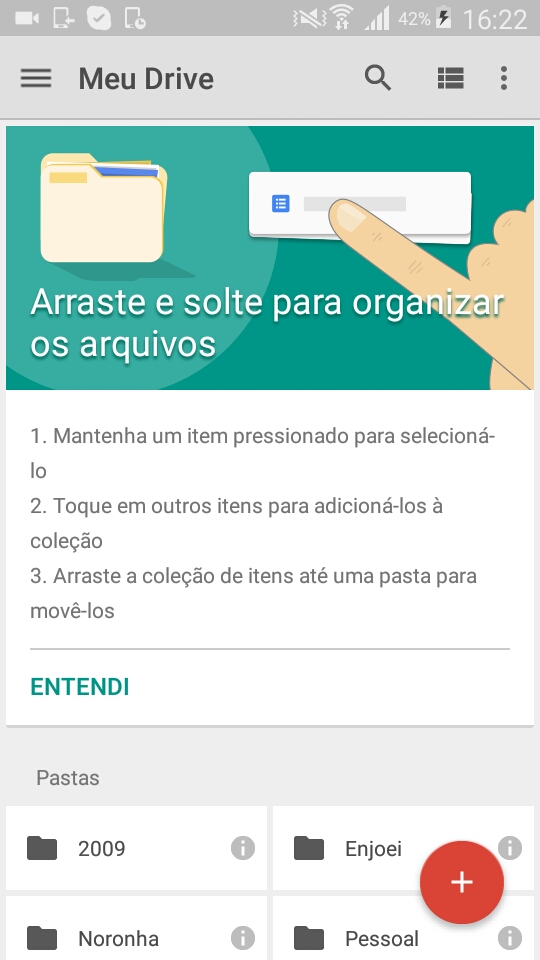 42% 16:22
Meu Drive
Arraste e solte para organizar
os arquivos
1. Mantenha um item pressionado para selecioná-
lo
2. Toque em outros itens para adicioná-los à
coleção
3. Arraste a coleção de itens até uma pasta para
movê-los
ENTENDI
Pastas
2009 Enjoei
Noronha Pessoal